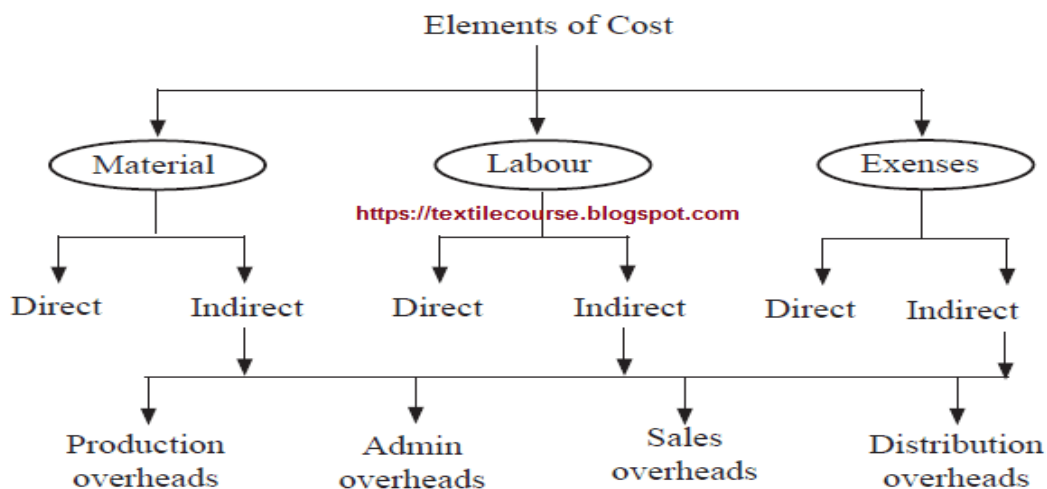 Elements of Cost
Material
Labour
Exenses
https://textilecourse.blogspot.com
Direct
Indirect
Direct
Indirect
Direct
Indirect
Production
overheads
Admin
overheads
Sales
overheads
Distribution
overheads